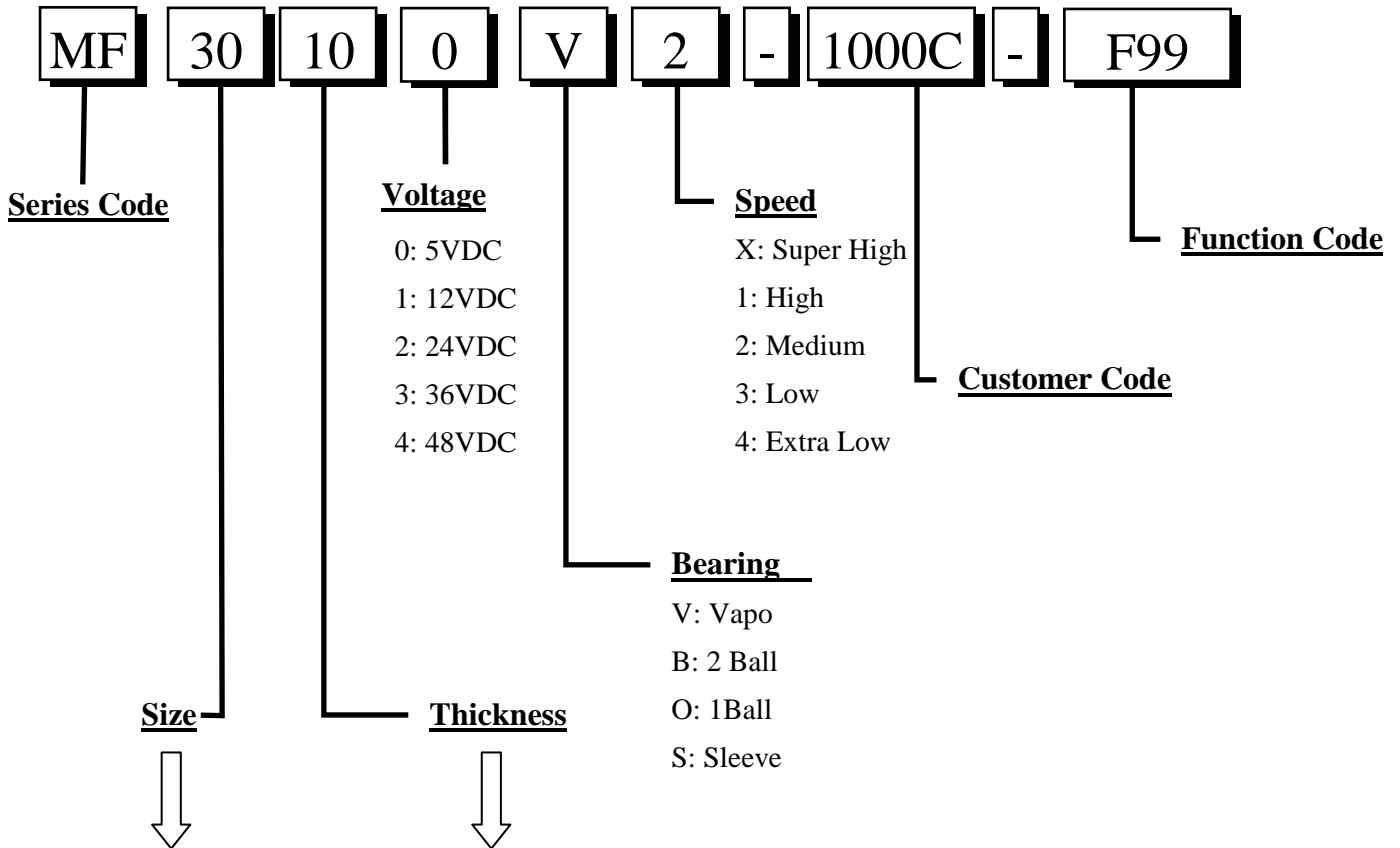 MF 30 10 0 V 2 - 1000C - F99
Series Code
Voltage
0: 5VDC
1: 12VDC
2: 24VDC
3: 36VDC
4: 48VDC
Speed
X: Super High
1: High
2: Medium
3: Low
4: Extra Low
Function Code
Customer Code
Bearing
V: Vapo
B: 2 Ball
O: 1Ball
S: Sleeve
Size
Thickness